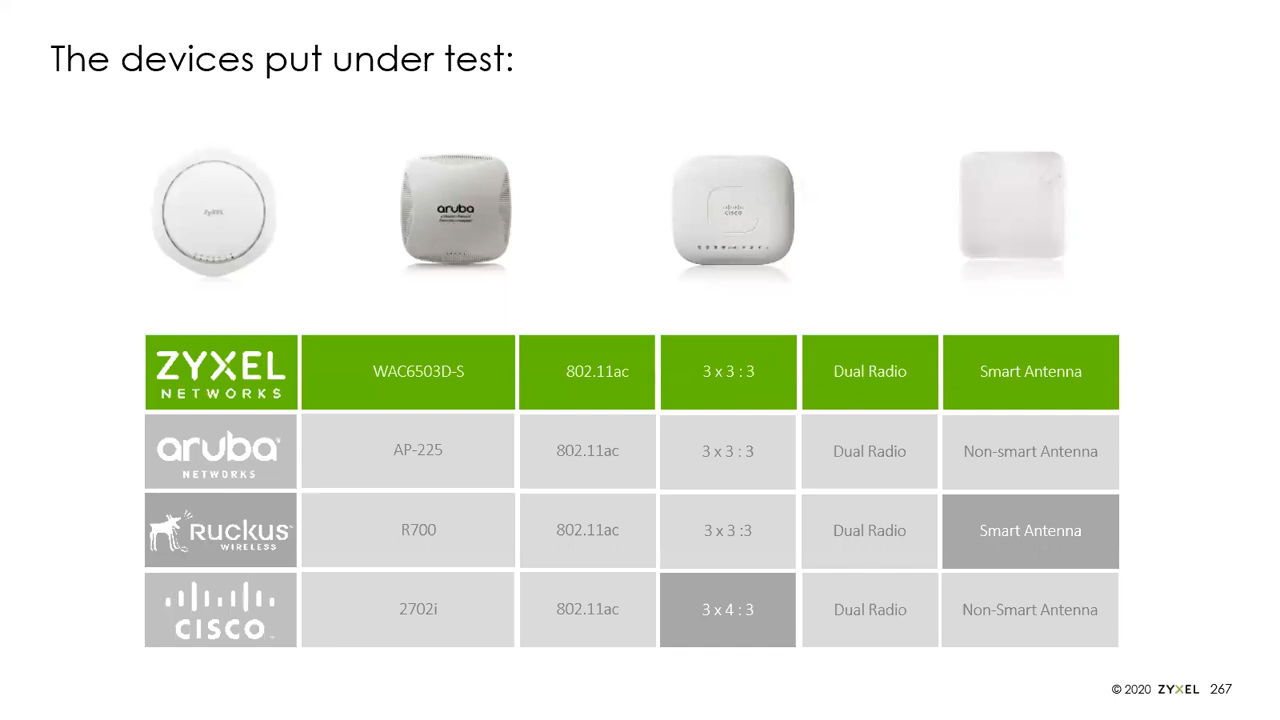 The devices put under test:
ZYXEL
aruba
cisco
ZYXEL NETWORKS WAC6503D-S 802.11ac 3 x 3 : 3 Dual Radio Smart Antenna
aruba NETWORKS AP-225 802.11ac 3 x 3 : 3 Dual Radio Non-smart Antenna
RUCKUS WIRELESS R700 802.11ac 3 x 3 :3 Dual Radio Smart Antenna
CISCO 2702i 802.11ac 3 x 4 : 3 Dual Radio Non-Smart Antenna
© 2020 ZYXEL 267